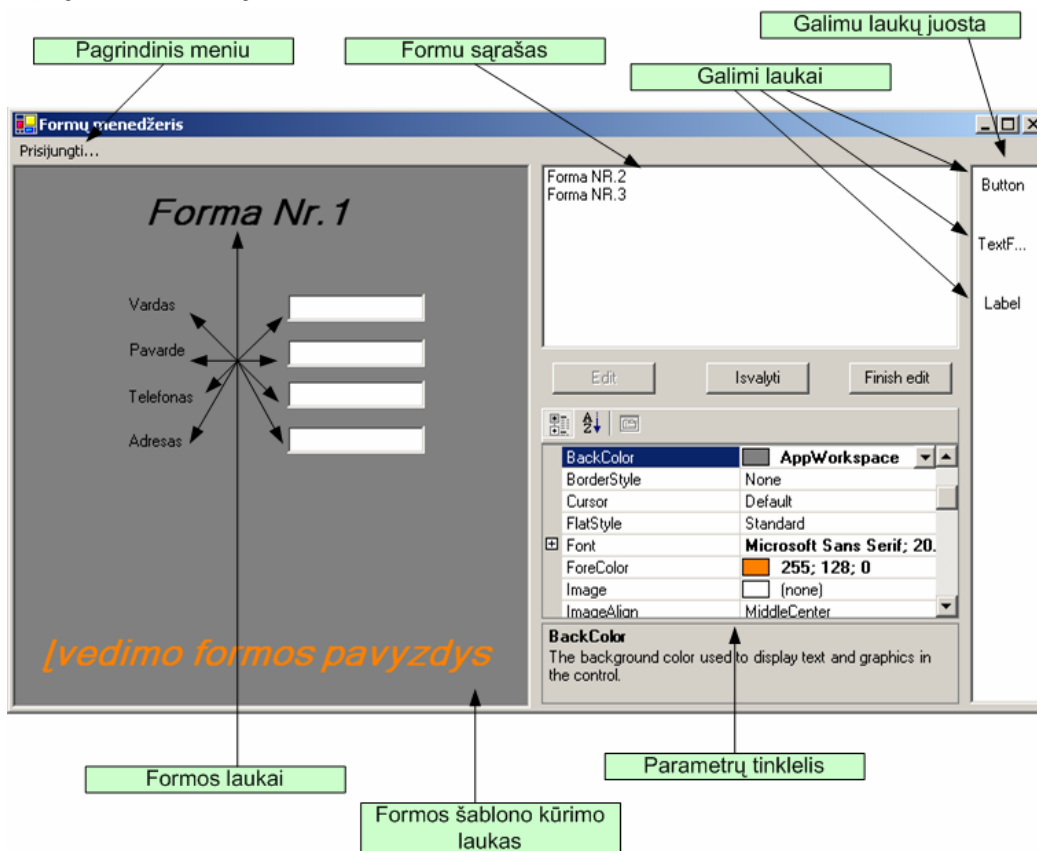 Galimu laukų juosta
Pagrindinis meniu
Formu sąrašas
Galimi laukai
Formų menedžeris
Prisijungti...
Forma Nr.1
Vardas
Pavarde
Telefonas
Adresas
Įvedimo formos pavyzdys
Forma NR.2
Forma NR.3
Button
TextF...
Label
Edit
Isvalyti
Finish edit
BackColor AppWorkspace
BorderStyle None
Cursor Default
FlatStyle Standard
Font Microsoft Sans Serif; 20.
ForeColor 255; 128; 0
Image (none)
ImageAlign MiddleCenter
BackColor
The background color used to display text and graphics in
the control.
Formos laukai
Parametrų tinklelis
Formos šablono kūrimo
laukas